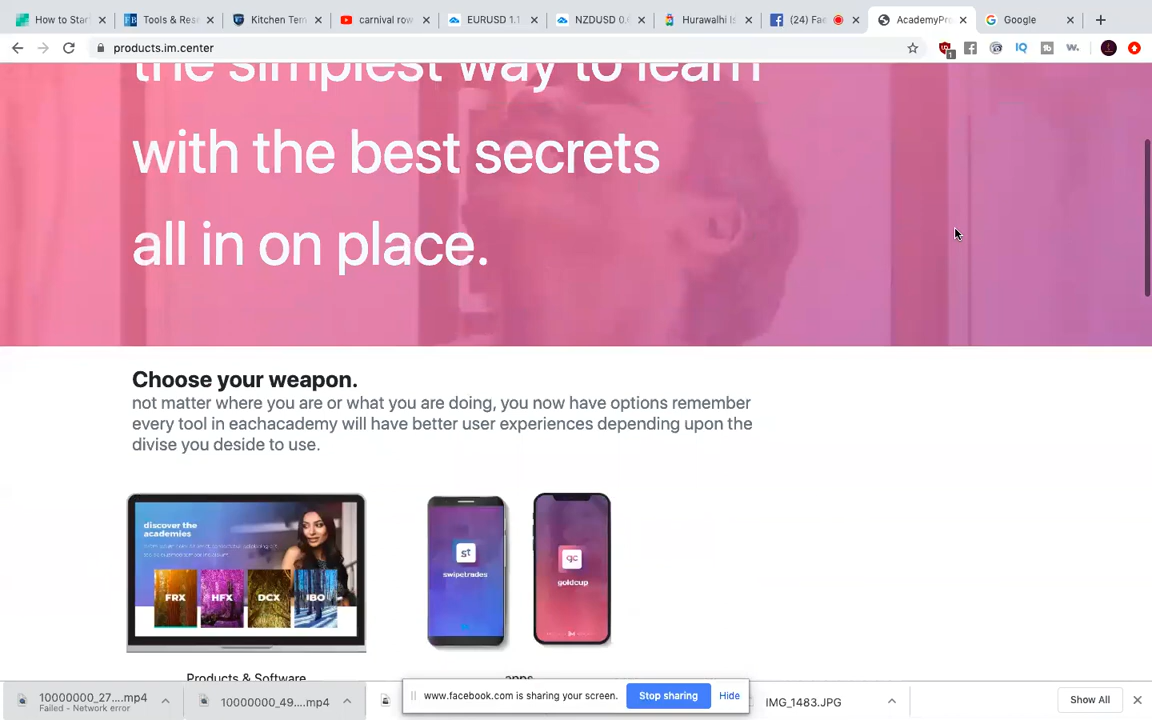 How to Star
Tools & Rese
Kitchen Tem
carnival row
EURUSD 1.1
NZDUSD 0.
Hurawalhi Is
(24) Fac
AcademyPre
Google
products.im.center
the simplest way to learn
with the best secrets
all in on place.
Choose your weapon.
not matter where you are or what you are doing, you now have options remember
every tool in eachacademy will have better user experiences depending upon the
divise you deside to use.
discover the
academies
FRX HFX DCX IBO
st
swipetrades
gc
goldcup
Products & Software
apps
10000000_27....mp4
Failed - Network error
10000000_49....mp4
www.facebook.com is sharing your screen.
Stop sharing
Hide
IMG_1483.JPG
Show All